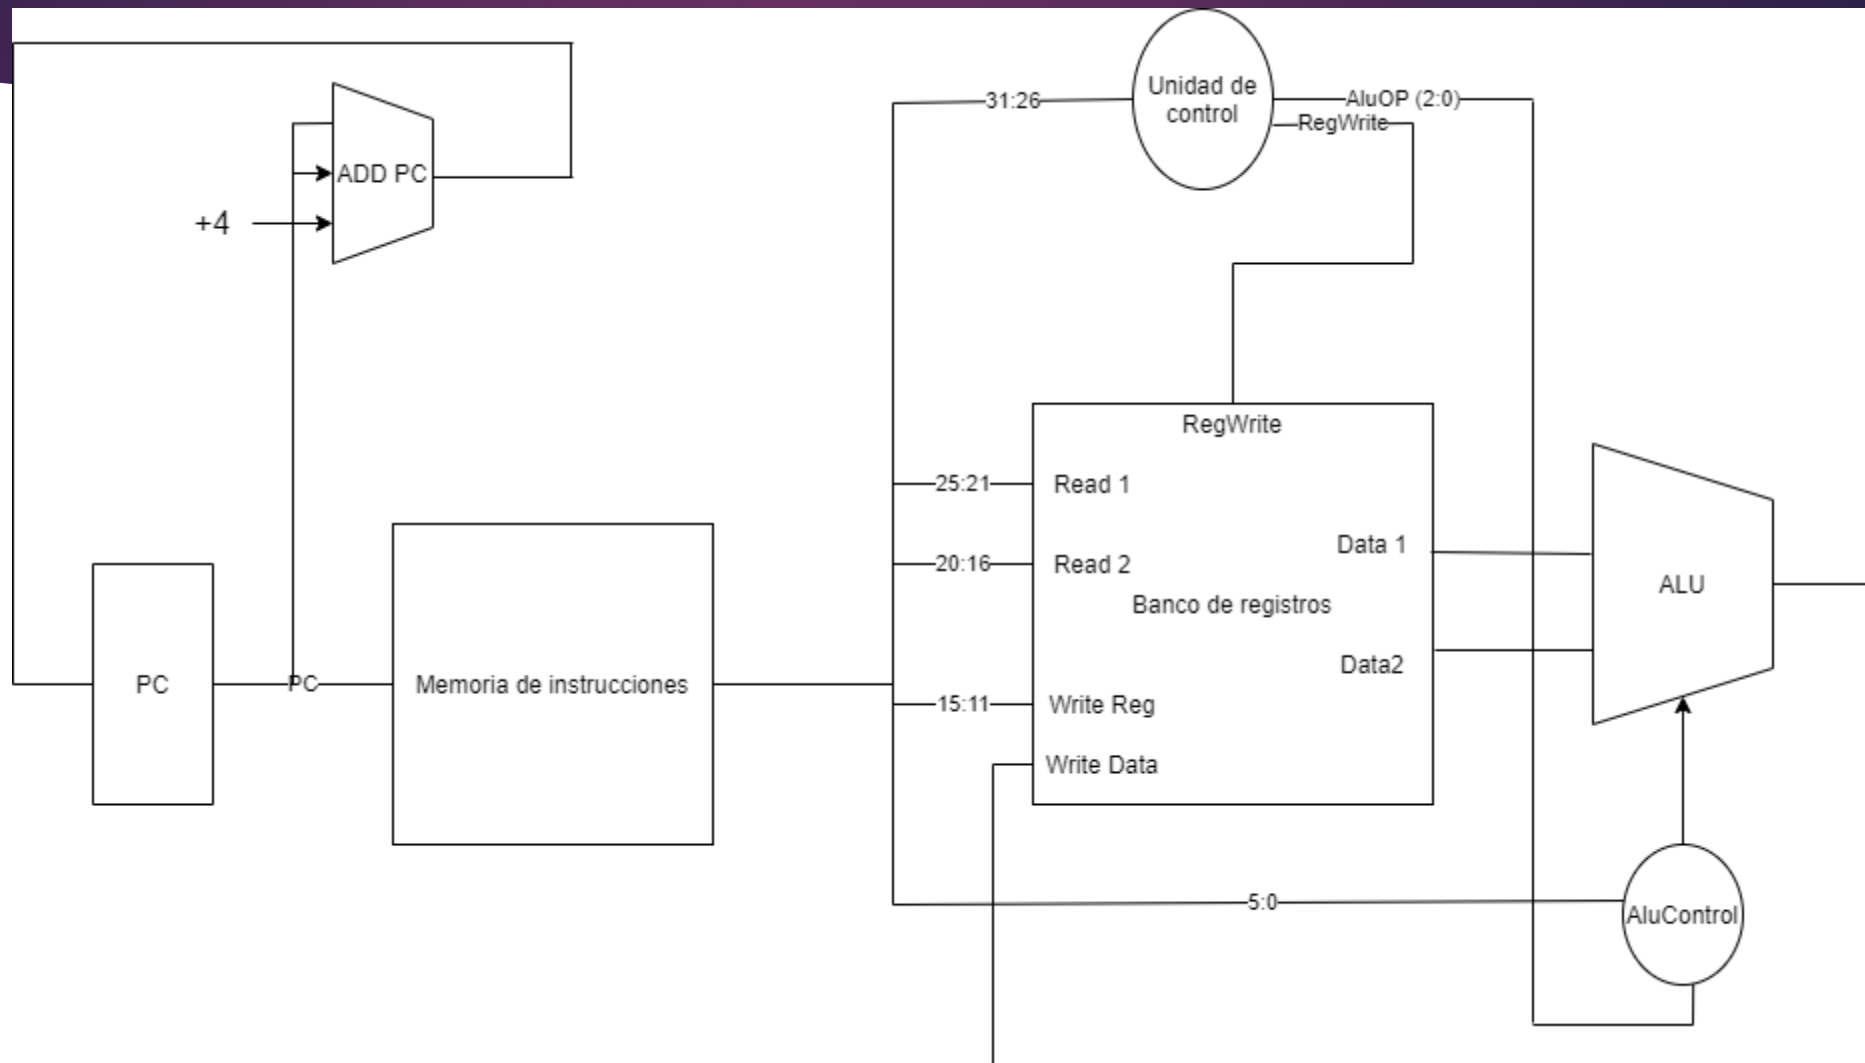 Unidad de
control
31:26
AluOP (2:0)
RegWrite
ADD PC
+4
RegWrite
25:21
Read 1
20:16
Read 2
Data 1
Banco de registros
ALU
Data2
PC
PC
Memoria de instrucciones
15:11
Write Reg
Write Data
5:0
AluControl